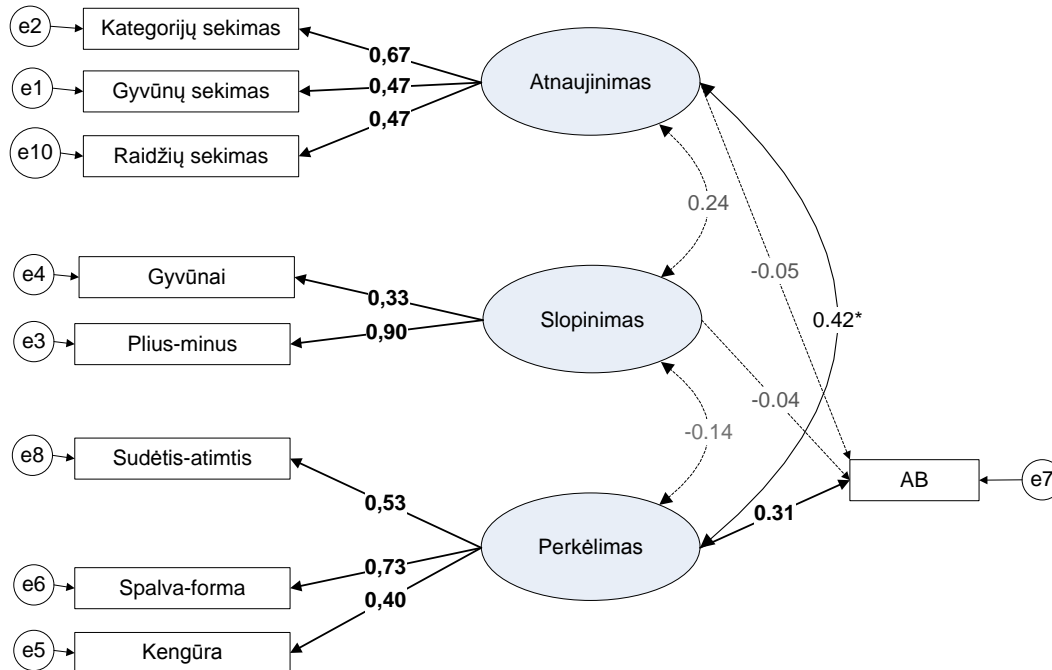 e2
Kategorijų sekimas
0,67
Atnaujinimas
e1
Gyvūnų sekimas
0,47
e10
Raidžių sekimas
0,47
0.24
-0.05
e4
Gyvūnai
0,33
Slopinimas
0.42*
e3
Plius-minus
0,90
-0.04
-0.14
e8
Sudėtis-atimtis
0,53
AB
e7
0.31
Perkėlimas
e6
Spalva-forma
0,73
0,40
e5
Kengūra